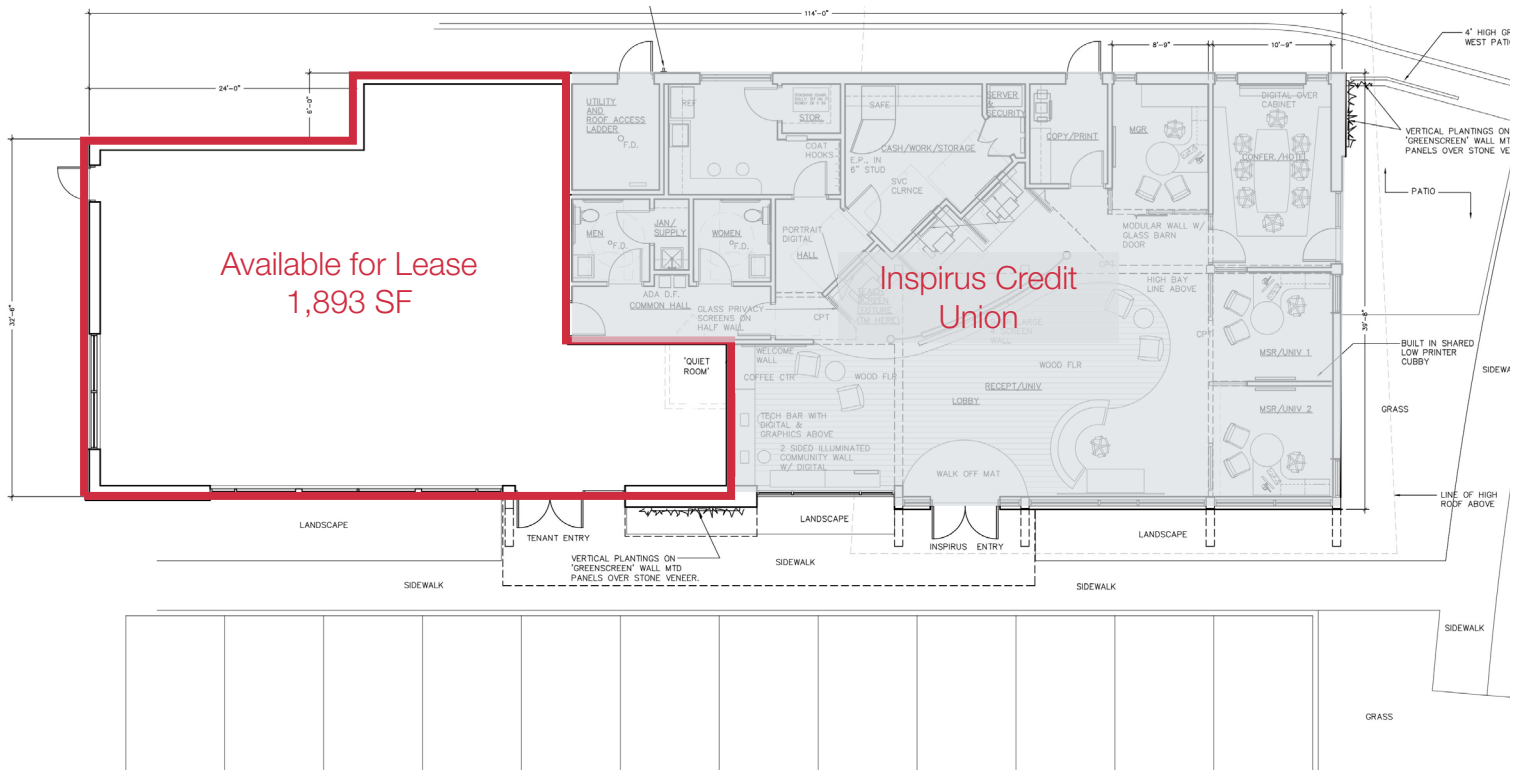 114'-0"
4' HIGH
WEST
8'-9"
10'-9"
24'-0"
6'-0"
UTILITY
AND
ROOF ACCESS
LADDER
F.D.
REF
STOR.
SAFE
SERVER
&
SECURITY
DIGITAL OVER
CABINET
COPY/PRINT
MGR
VERTICAL PLANTINGS ON
'GREENSCREEN' WALL
PANELS OVER STONE
COAT
HOOKS
CASH/WORK/STORAGE
E.P., IN
6" STUD
CONFER./HOTEL
SVC
CLRNCE
PATIO
MEN
F.D.
JAN/
SUPPLY
WOMEN
F.D.
PORTRAIT
DIGITAL
HALL
MODULAR WALL W/
GLASS BARN
DOOR
Available for Lease
1,893 SF
Inspirus Credit
Union
HIGH BAY
LINE ABOVE
ADA D.F.
COMMON HALL
GLASS PRIVACY
SCREENS ON
HALF WALL
CPT
32'-6"
39'-8"
CPT
WELCOME
WALL
'QUIET
ROOM'
COFFEE CTR
WOOD FLR
WOOD FLR
MSR/UNIV 1
BUILT IN SHARED
LOW PRINTER
CUBBY
RECEPT/UNIV
LOBBY
GRASS
MSR/UNIV 2
TECH BAR WITH
DIGITAL &
GRAPHICS ABOVE
2 SIDED ILLUMINATED
COMMUNITY WALL
W/ DIGITAL
WALK OFF MAT
LINE OF HIGH
ROOF ABOVE
LANDSCAPE
TENANT ENTRY
LANDSCAPE
INSPIRUS ENTRY
LANDSCAPE
VERTICAL PLANTINGS ON
'GREENSCREEN' WALL MTD
PANELS OVER STONE VENEER.
SIDEWALK
SIDEWALK
SIDEWALK
SIDEWALK
GRASS